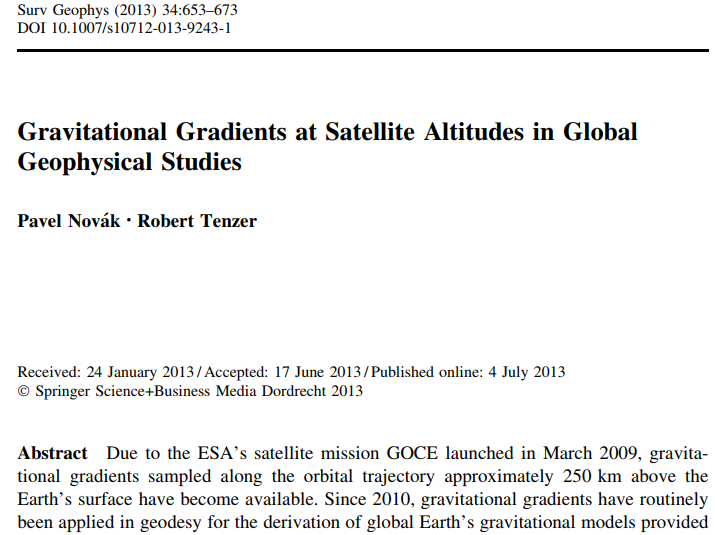 Surv Geophys (2013) 34:653–673
DOI 10.1007/s10712-013-9243-1
Gravitational Gradients at Satellite Altitudes in Global
Geophysical Studies
Pavel Novák · Robert Tenzer
Received: 24 January 2013 / Accepted: 17 June 2013 / Published online: 4 July 2013
© Springer Science+Business Media Dordrecht 2013
Abstract Due to the ESA's satellite mission GOCE launched in March 2009, gravita-
tional gradients sampled along the orbital trajectory approximately 250 km above the
Earth's surface have become available. Since 2010, gravitational gradients have routinely
been applied in geodesy for the derivation of global Earth's gravitational models provided